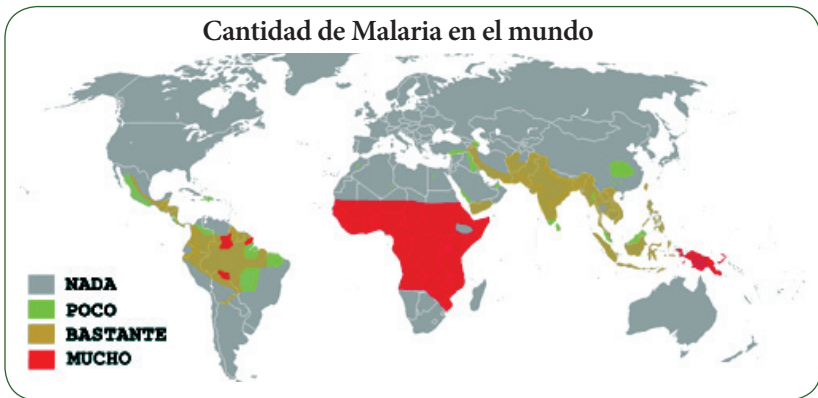 Cantidad de Malaria en el mundo
NADA
POCO
BASTANTE
MUCHO